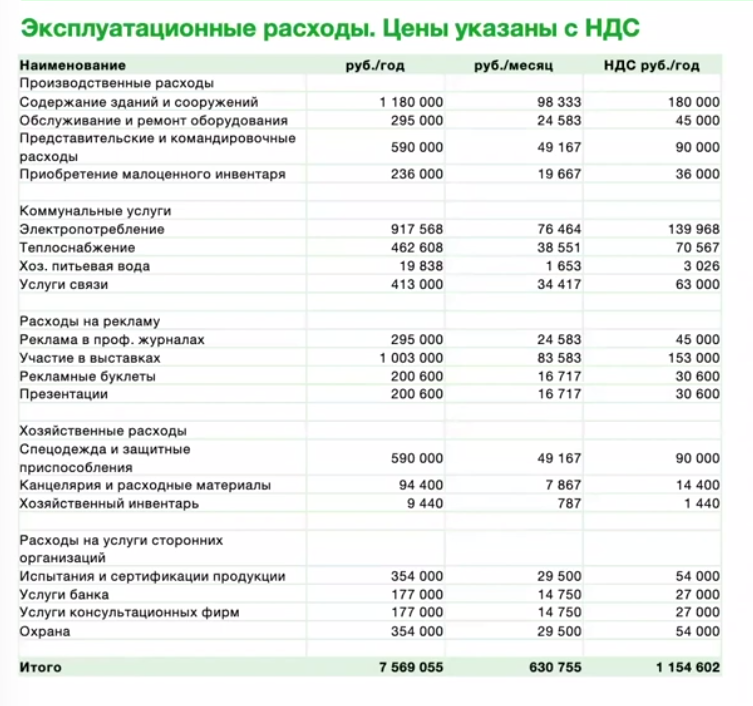 Эксплуатационные расходы. Цены указаны с НДС
Наименование руб./год руб./месяц НДС руб./год
Производственные расходы
Содержание зданий и сооружений 1 180 000 98 333 180 000
Обслуживание и ремонт оборудования 295 000 24 583 45 000
Представительские и командировочные
расходы 590 000 49 167 90 000
Приобретение малоценного инвентаря 236 000 19 667 36 000
Коммунальные услуги
Электропотребление 917 568 76 464 139 968
Теплоснабжение 462 608 38 551 70 567
Хоз. питьевая вода 19 838 1 653 3 026
Услуги связи 413 000 34 417 63 000
Расходы на рекламу
Реклама в проф. журналах 295 000 24 583 45 000
Участие в выставках 1 003 000 83 583 153 000
Рекламные буклеты 200 600 16 717 30 600
Презентации 200 600 16 717 30 600
Хозяйственные расходы
Спецодежда и защитные
приспособления 590 000 49 167 90 000
Канцелярия и расходные материалы 94 400 7 867 14 400
Хозяйственный инвентарь 9 440 787 1 440
Расходы на услуги сторонних
организаций
Испытания и сертификации продукции 354 000 29 500 54 000
Услуги банка 177 000 14 750 27 000
Услуги консультационных фирм 177 000 14 750 27 000
Охрана 354 000 29 500 54 000
Итого 7 569 055 630 755 1 154 602